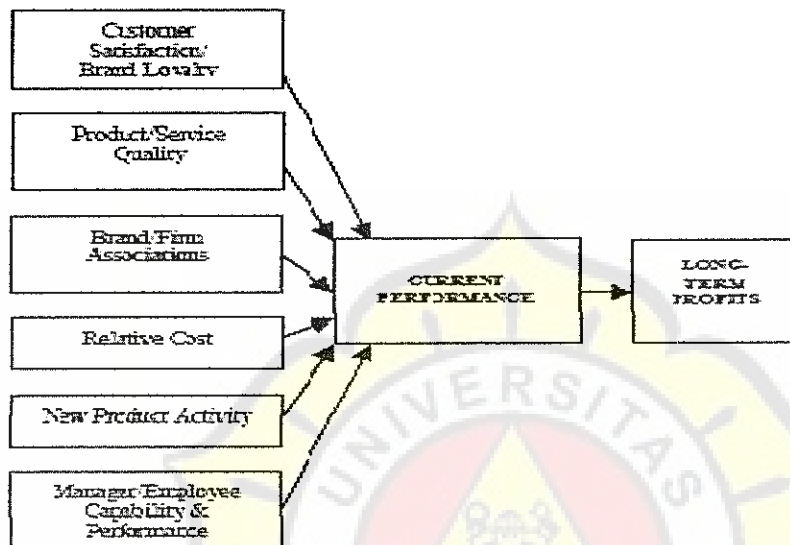 Customer
Satisfaction/
Brand Loyalty
Product/Service
Quality
Brand/Firm
Associations
Relative Cost
New Product Activity
Manager/Employee
Capability &
Performance
CURRENT
PERFORMANCE
LONG-
TERM
PROFITS
UNIVERSITAS